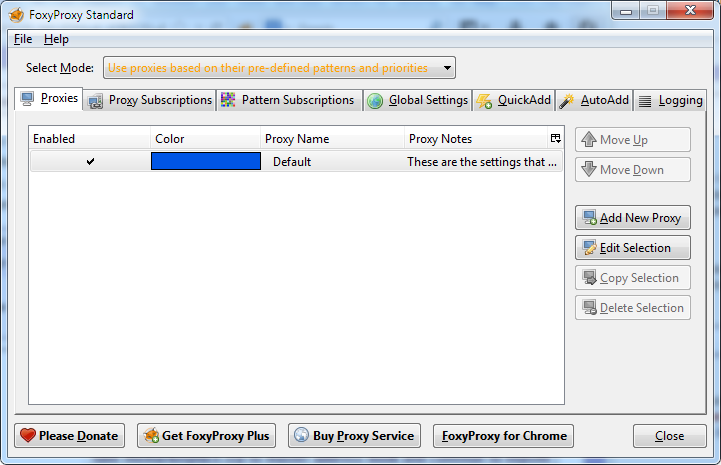 FoxyProxy Standard
File Help
Select Mode: Use proxies based on their pre-defined patterns and priorities
Proxies Proxy Subscriptions Pattern Subscriptions Global Settings QuickAdd AutoAdd Logging
Enabled Color Proxy Name Proxy Notes
Default These are the settings that ...
Move Up
Move Down
Add New Proxy
Edit Selection
Copy Selection
Delete Selection
Please Donate Get FoxyProxy Plus Buy Proxy Service FoxyProxy for Chrome Close